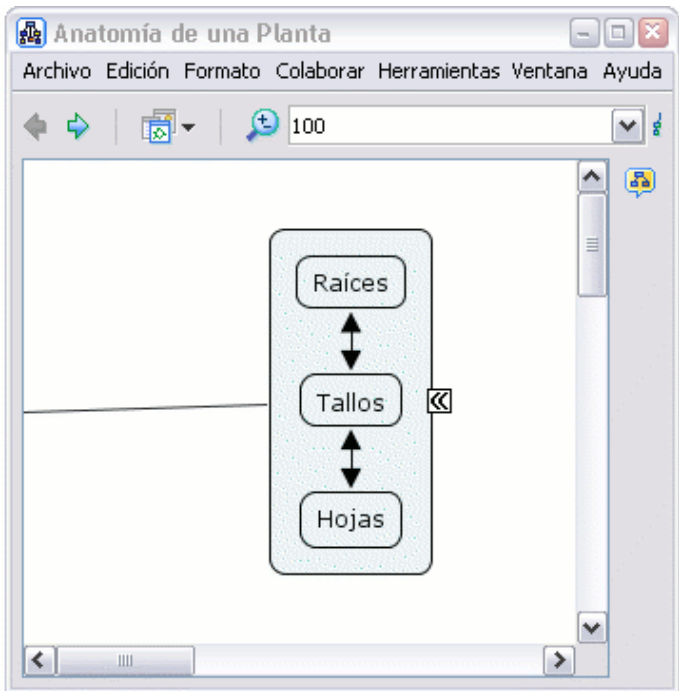 Anatomía de una Planta
Archivo Edición Formato Colaborar Herramientas Ventana Ayuda
100
Raíces
Tallos
Hojas